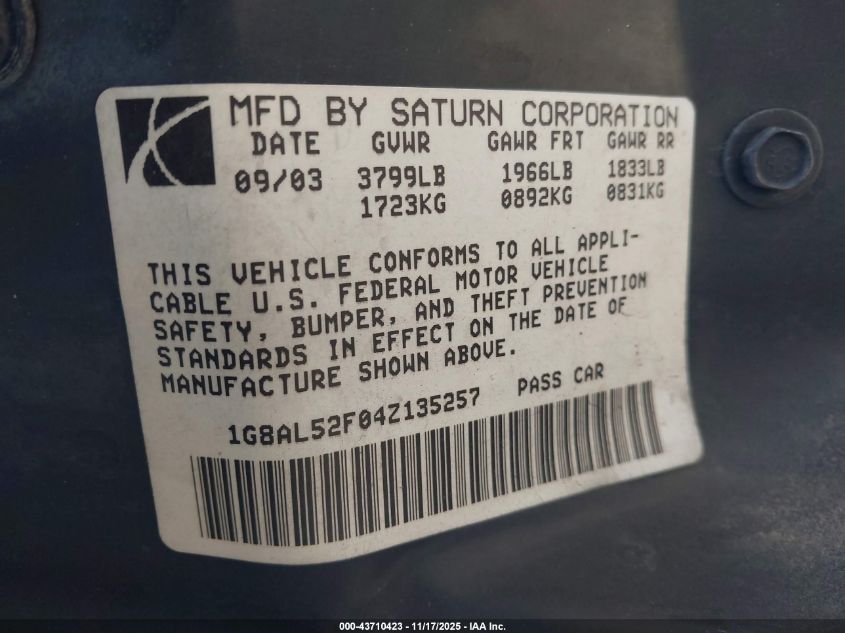 MFD BY SATURN CORPORATION
DATE GVWR GAWR FRT GAWR RR
09/03 3799LB 1966LB 1833LB
1723KG 0892KG 0831KG
THIS VEHICLE CONFORMS TO ALL APPLI-
CABLE U.S. FEDERAL MOTOR VEHICLE
SAFETY, BUMPER, AND THEFT PREVENTION
STANDARDS IN EFFECT ON THE DATE OF
MANUFACTURE SHOWN ABOVE.
1G8AL52F04Z135257 PASS CAR
000-43710423 - 11/17/2025 - IAA Inc.